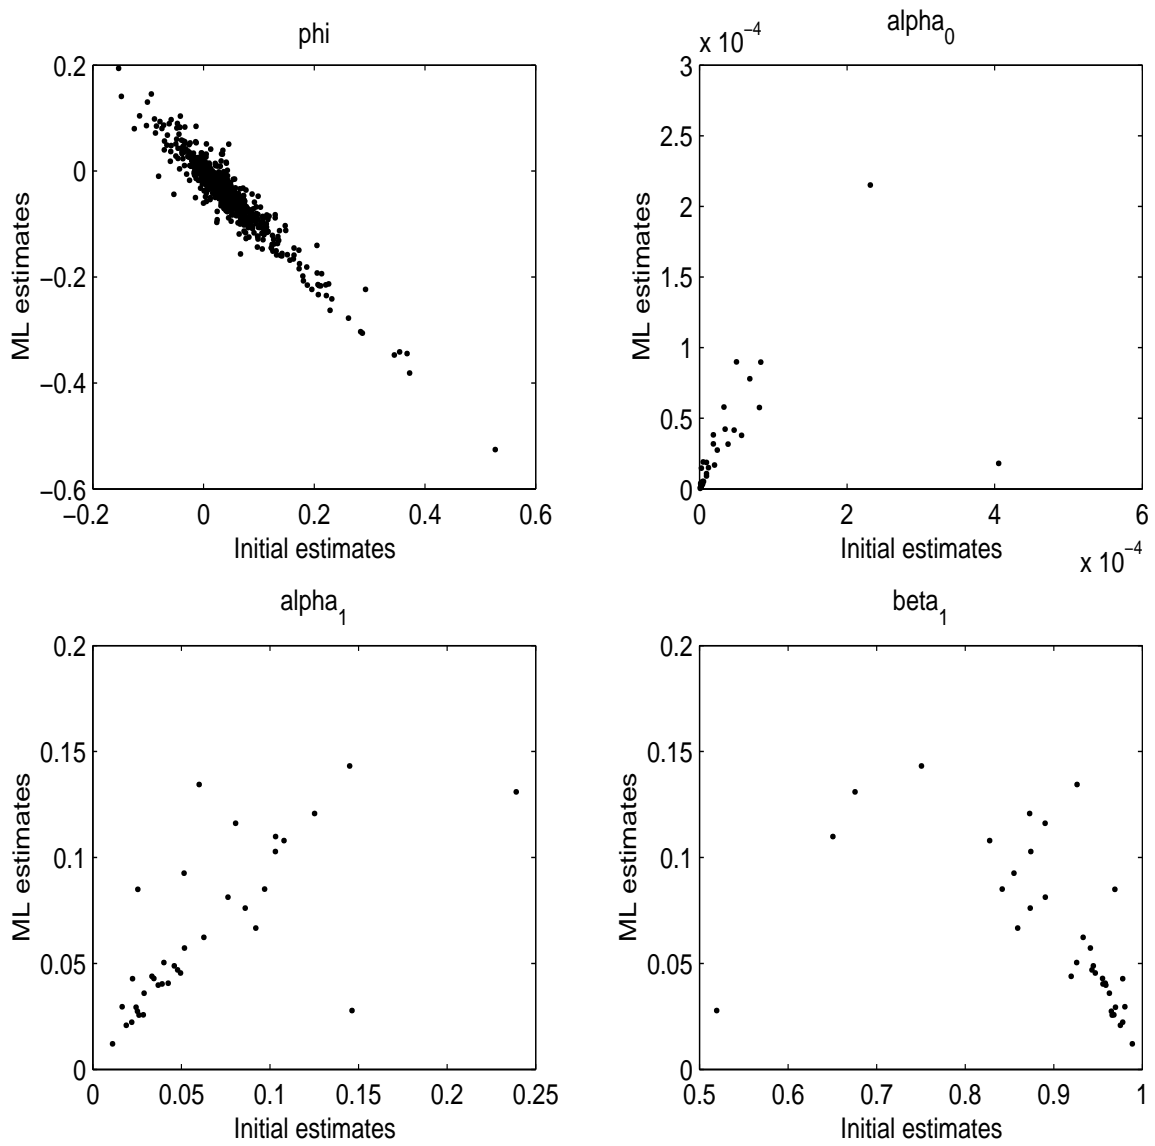 phi
0.2
0
−0.2
−0.4
−0.6
ML estimates
−0.2 0 0.2 0.4 0.6
Initial estimates
alpha0
x 10−4
3
2.5
2
1.5
1
0.5
0
ML estimates
0 2 4 6
Initial estimates
x 10−4
alpha1
0.2
0.15
0.1
0.05
0
ML estimates
0 0.05 0.1 0.15 0.2 0.25
Initial estimates
beta1
0.2
0.15
0.1
0.05
0
ML estimates
0.5 0.6 0.7 0.8 0.9 1
Initial estimates